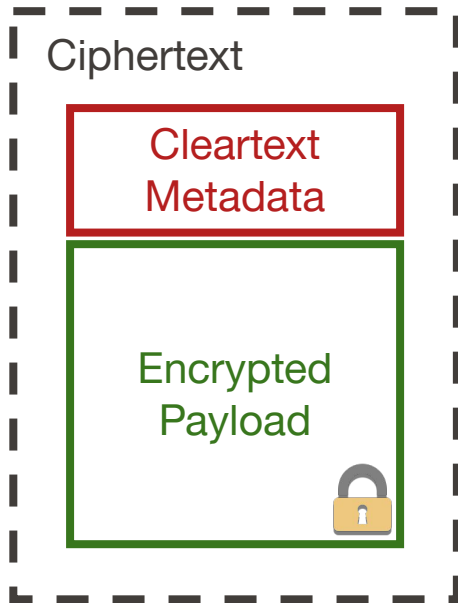 Ciphertext
Cleartext
Metadata
Encrypted
Payload